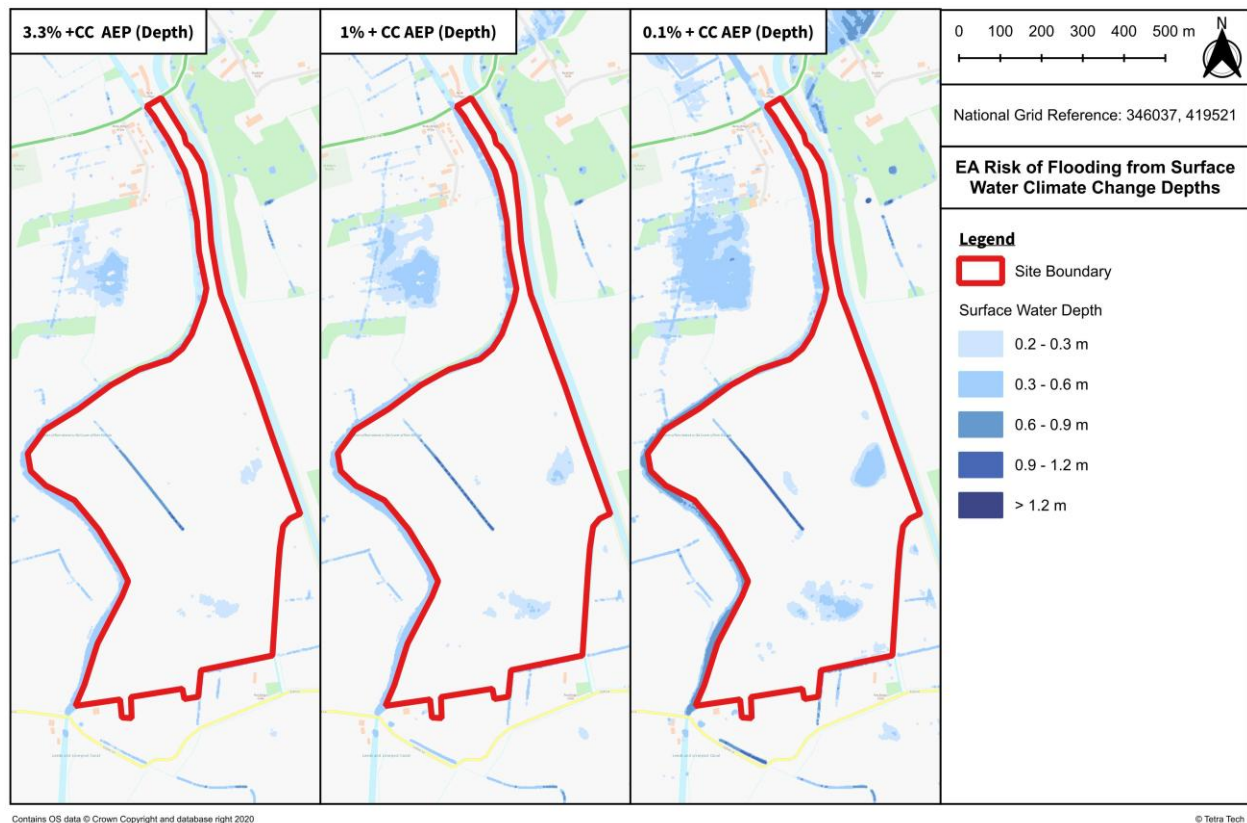 3.3% +CC AEP (Depth)
1% + CC AEP (Depth)
0.1% + CC AEP (Depth)
0 100 200 300 400 500 m
N
National Grid Reference: 346037, 419521
EA Risk of Flooding from Surface
Water Climate Change Depths
Legend
Site Boundary
Surface Water Depth
0.2 - 0.3 m
0.3 - 0.6 m
0.6 - 0.9 m
0.9 - 1.2 m
> 1.2 m
Contains OS data © Crown Copyright and database right 2020
© Tetra Tech